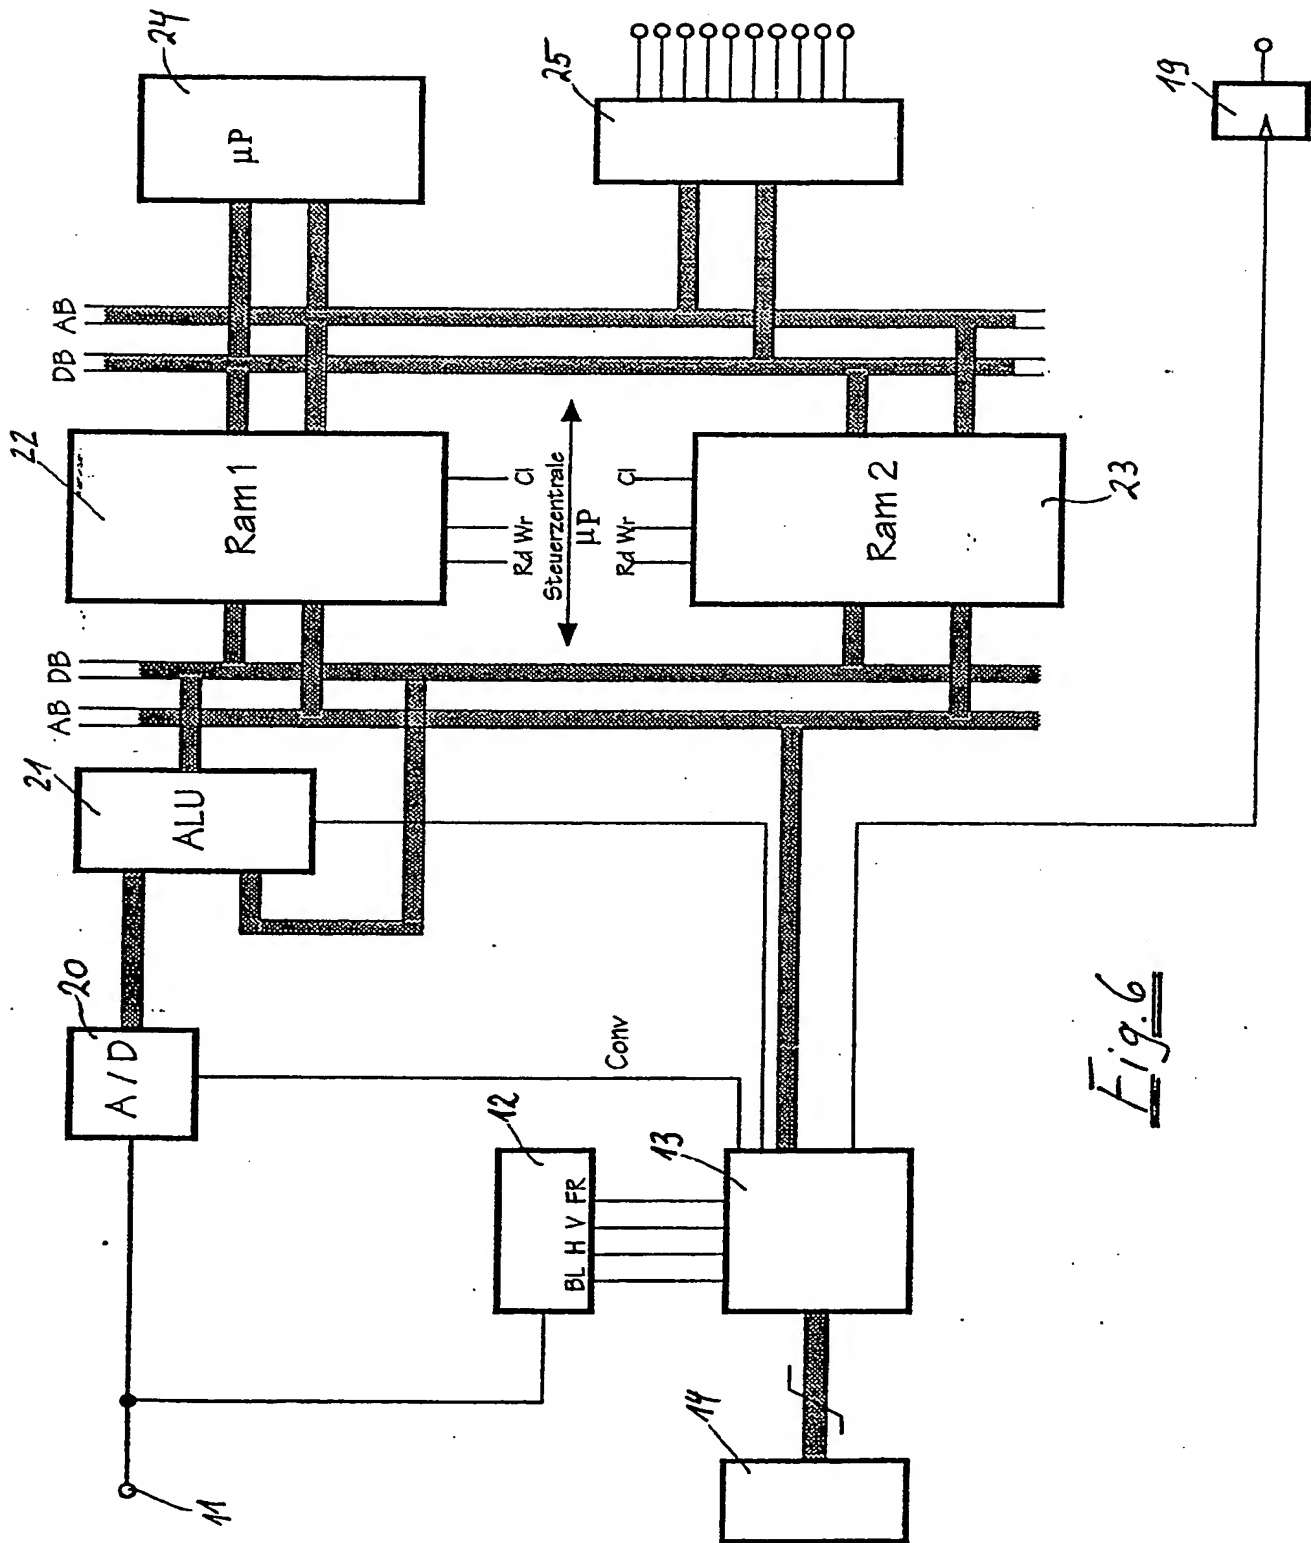 24
μP
25
19
DB AB
22
Ram 1
Rd Wr Cl
Steuerzentrale
μP
Rd Wr Cl
Ram 2
23
AB DB
21
ALU
20
A/D
Conv
12
BL H V FR
13
14
11
Fig. 6